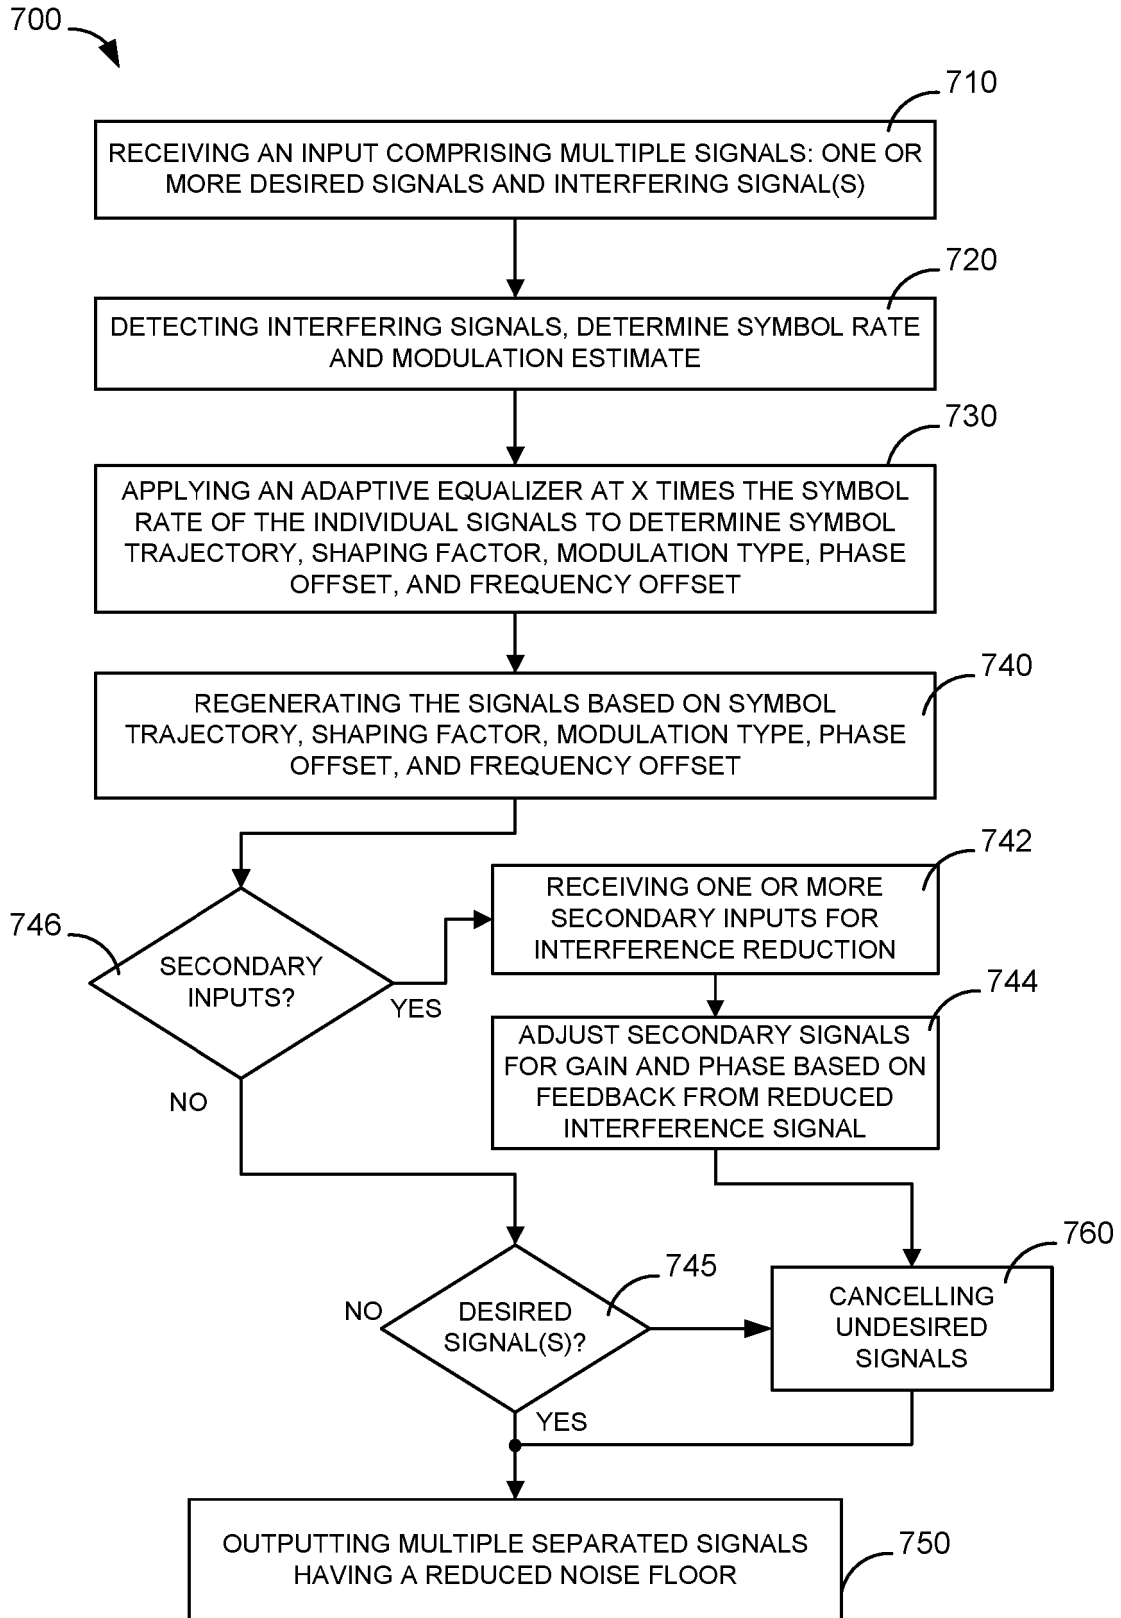 700
710
RECEIVING AN INPUT COMPRISING MULTIPLE SIGNALS: ONE OR
MORE DESIRED SIGNALS AND INTERFERING SIGNAL(S)
720
DETECTING INTERFERING SIGNALS, DETERMINE SYMBOL RATE
AND MODULATION ESTIMATE
730
APPLYING AN ADAPTIVE EQUALIZER AT X TIMES THE SYMBOL
RATE OF THE INDIVIDUAL SIGNALS TO DETERMINE SYMBOL
TRAJECTORY, SHAPING FACTOR, MODULATION TYPE, PHASE
OFFSET, AND FREQUENCY OFFSET
740
REGENERATING THE SIGNALS BASED ON SYMBOL
TRAJECTORY, SHAPING FACTOR, MODULATION TYPE, PHASE
OFFSET, AND FREQUENCY OFFSET
746
SECONDARY
INPUTS?
YES
NO
742
RECEIVING ONE OR MORE
SECONDARY INPUTS FOR
INTERFERENCE REDUCTION
744
ADJUST SECONDARY SIGNALS
FOR GAIN AND PHASE BASED ON
FEEDBACK FROM REDUCED
INTERFERENCE SIGNAL
745
NO
DESIRED
SIGNAL(S)?
YES
760
CANCELLING
UNDESIRED
SIGNALS
OUTPUTTING MULTIPLE SEPARATED SIGNALS
HAVING A REDUCED NOISE FLOOR
750